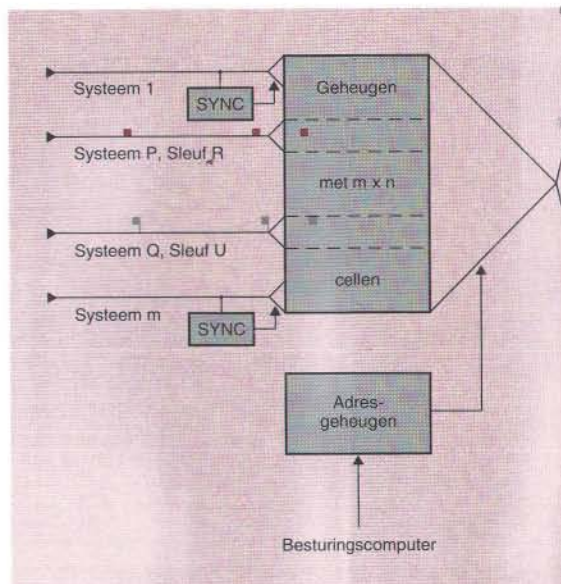 Systeem 1
SYNC
Geheugen
Systeem P, Sleuf R
met m x n
Systeem Q, Sleuf U
cellen
Systeem m
SYNC
Adres-
geheugen
Besturingscomputer